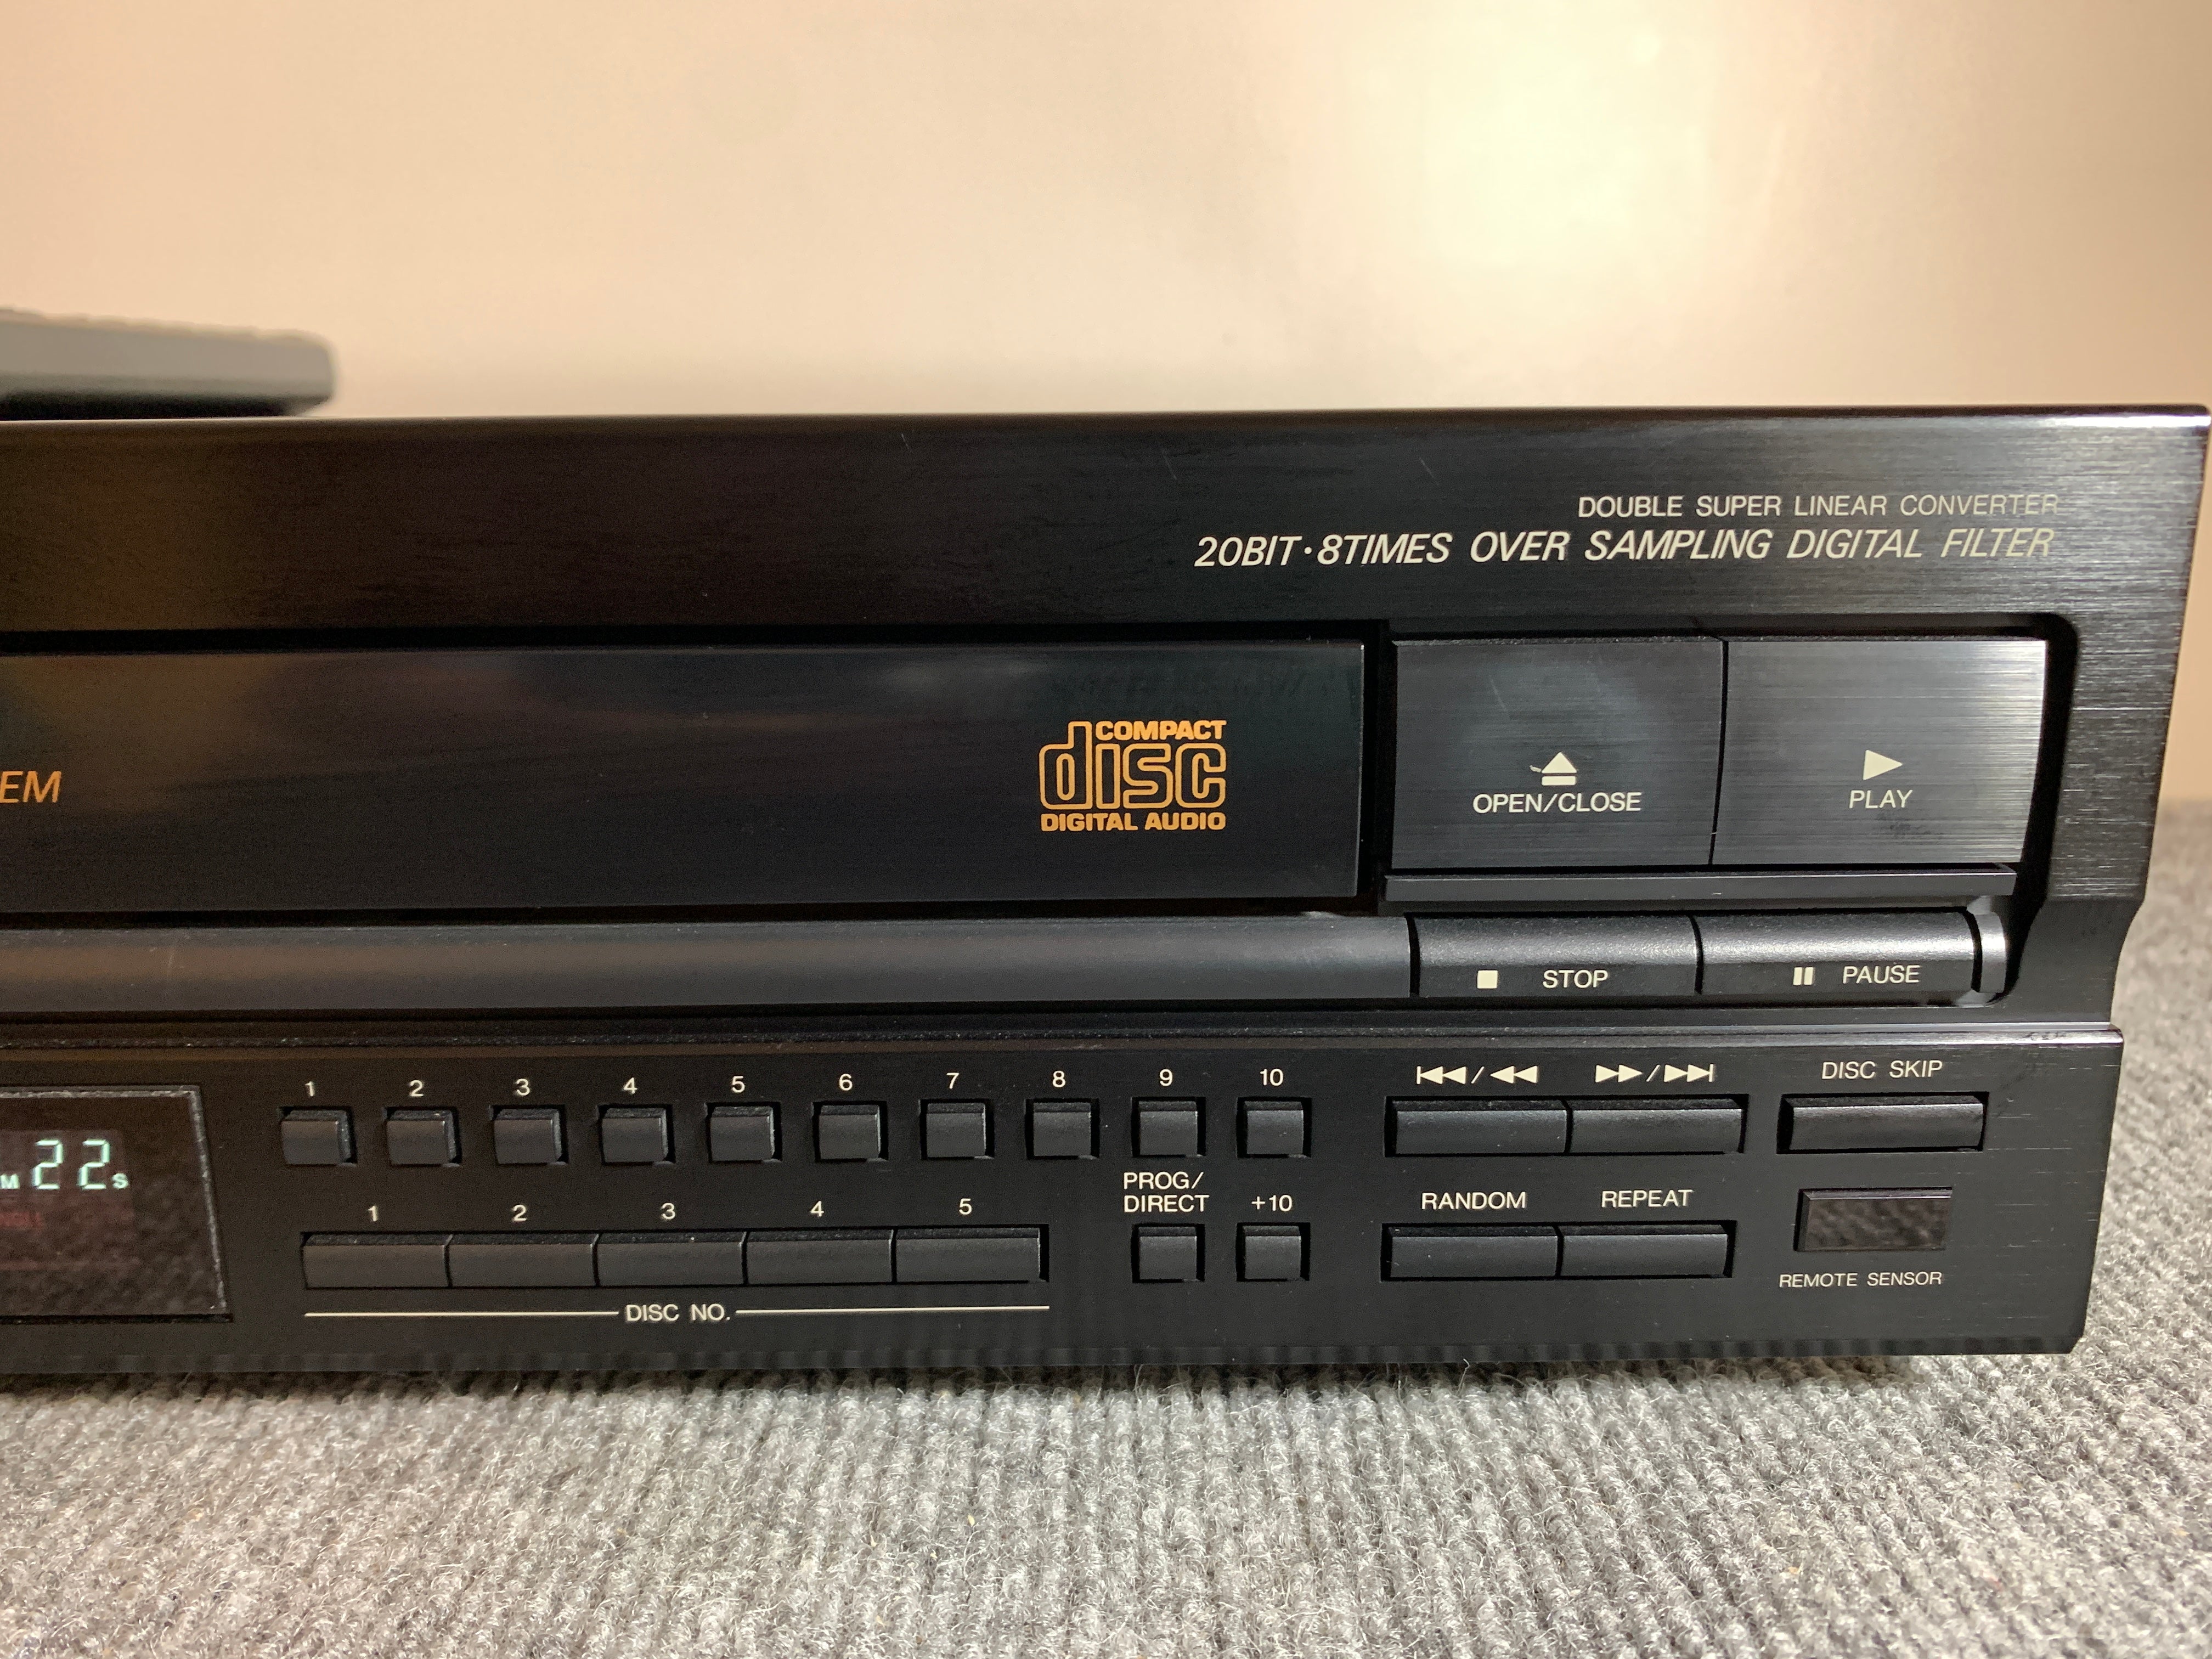 DOUBLE SUPER LINEAR CONVERTER
20BIT·8TIMES OVER SAMPLING DIGITAL FILTER
EM
COMPACT
disc
DIGITAL AUDIO
OPEN/CLOSE
PLAY
STOP
PAUSE
1 2 3 4 5 6 7 8 9 10
DISC SKIP
M 22 S
PROG/
DIRECT
+10
RANDOM
REPEAT
1 2 3 4 5
DISC NO.
REMOTE SENSOR